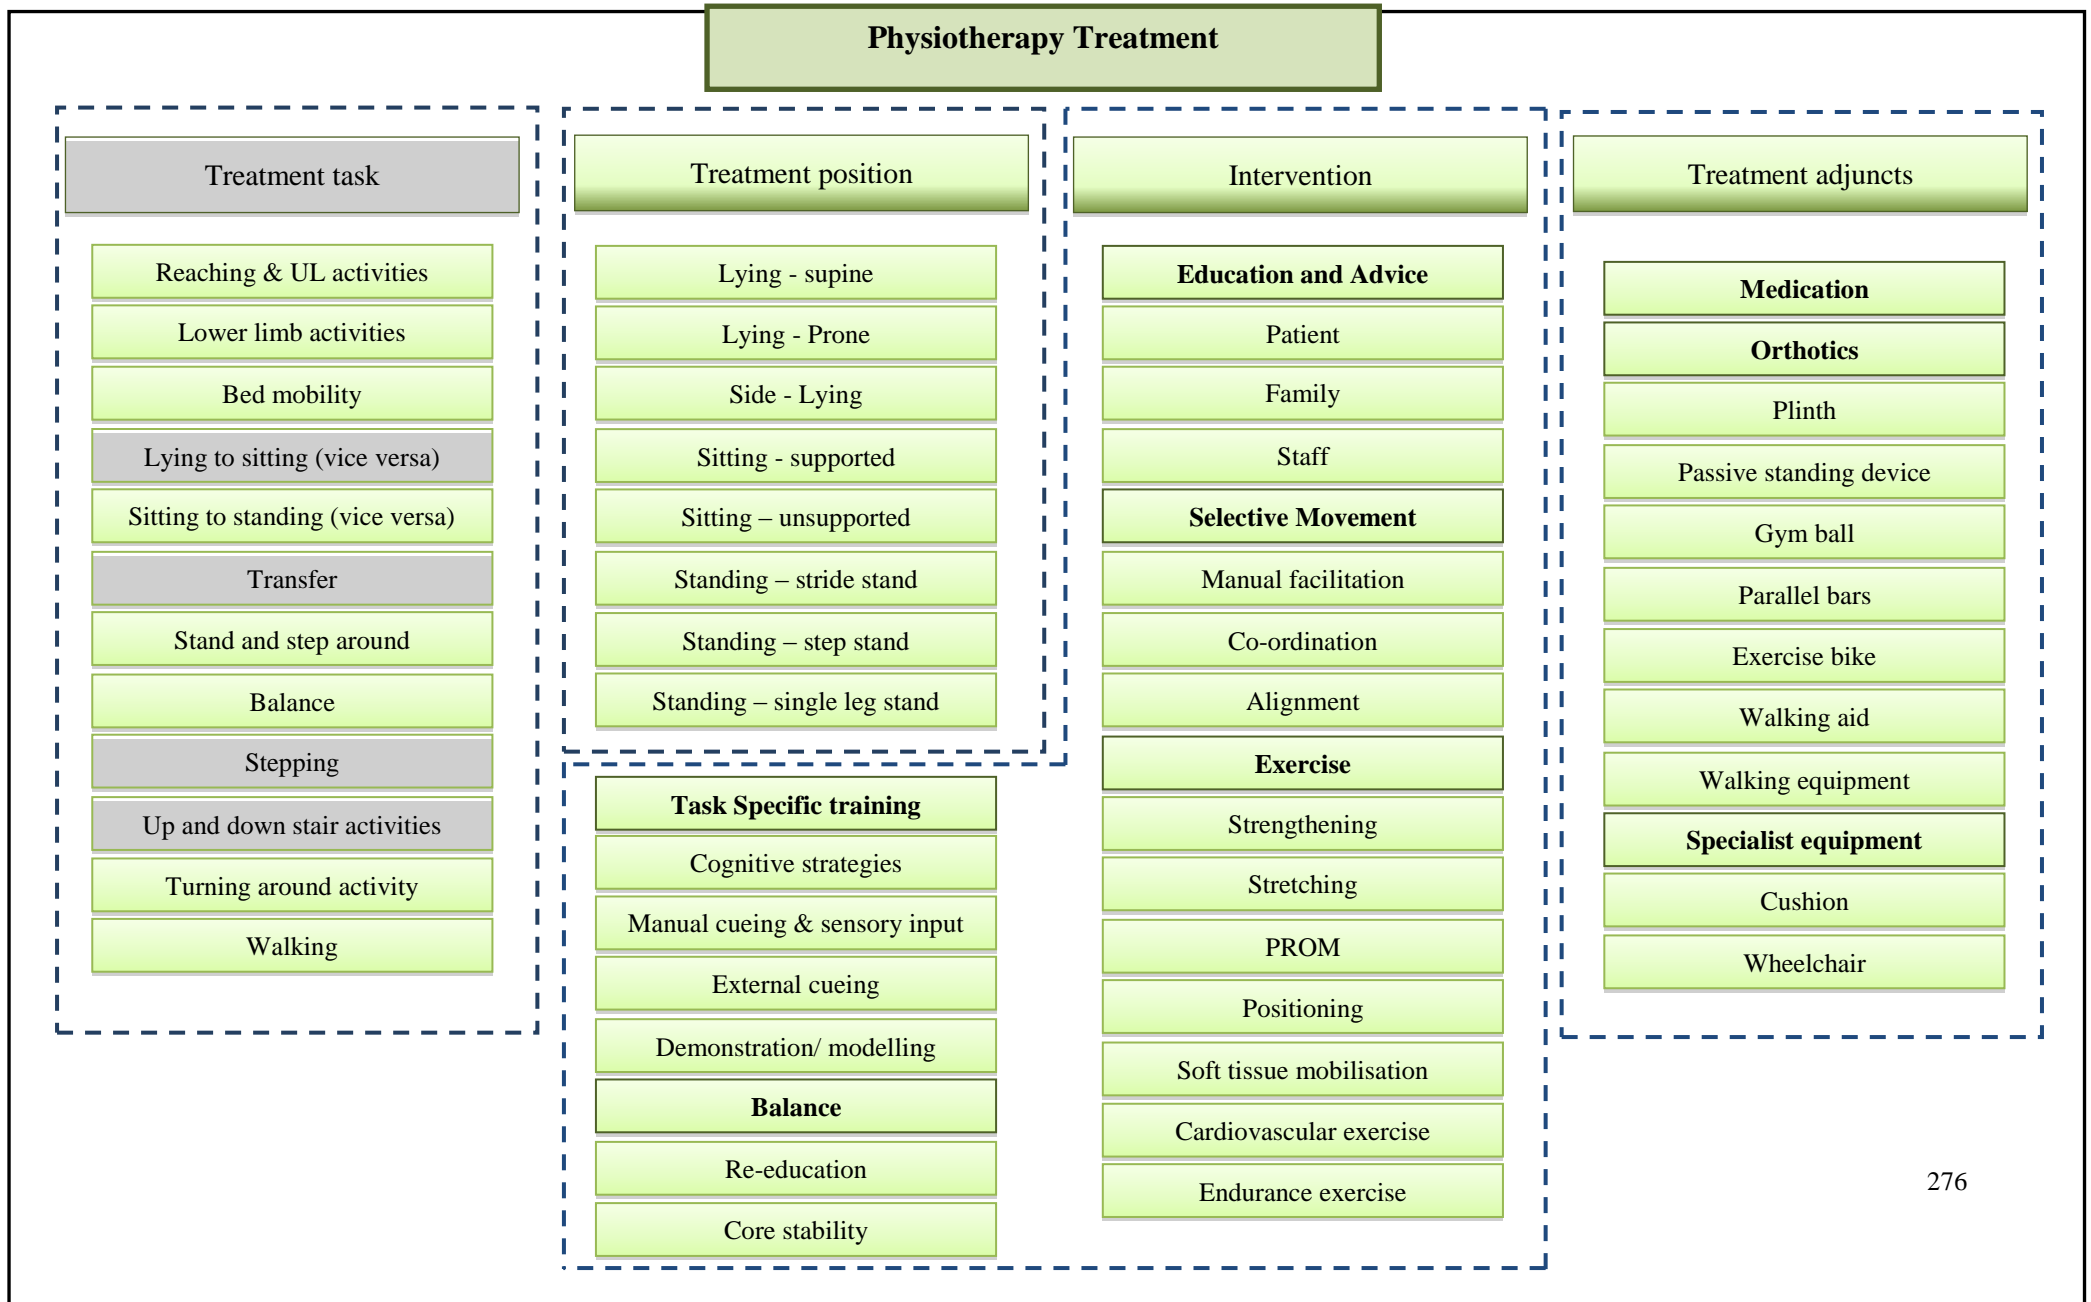 Physiotherapy Treatment
Treatment task
Reaching & UL activities
Lower limb activities
Bed mobility
Lying to sitting (vice versa)
Sitting to standing (vice versa)
Transfer
Stand and step around
Balance
Stepping
Up and down stair activities
Turning around activity
Walking
Treatment position
Lying - supine
Lying - Prone
Side - Lying
Sitting - supported
Sitting – unsupported
Standing – stride stand
Standing – step stand
Standing – single leg stand
Intervention
Education and Advice
Patient
Family
Staff
Selective Movement
Manual facilitation
Co-ordination
Alignment
Exercise
Strengthening
Stretching
PROM
Positioning
Soft tissue mobilisation
Cardiovascular exercise
Endurance exercise
Task Specific training
Cognitive strategies
Manual cueing & sensory input
External cueing
Demonstration/ modelling
Balance
Re-education
Core stability
Treatment adjuncts
Medication
Orthotics
Plinth
Passive standing device
Gym ball
Parallel bars
Exercise bike
Walking aid
Walking equipment
Specialist equipment
Cushion
Wheelchair
276